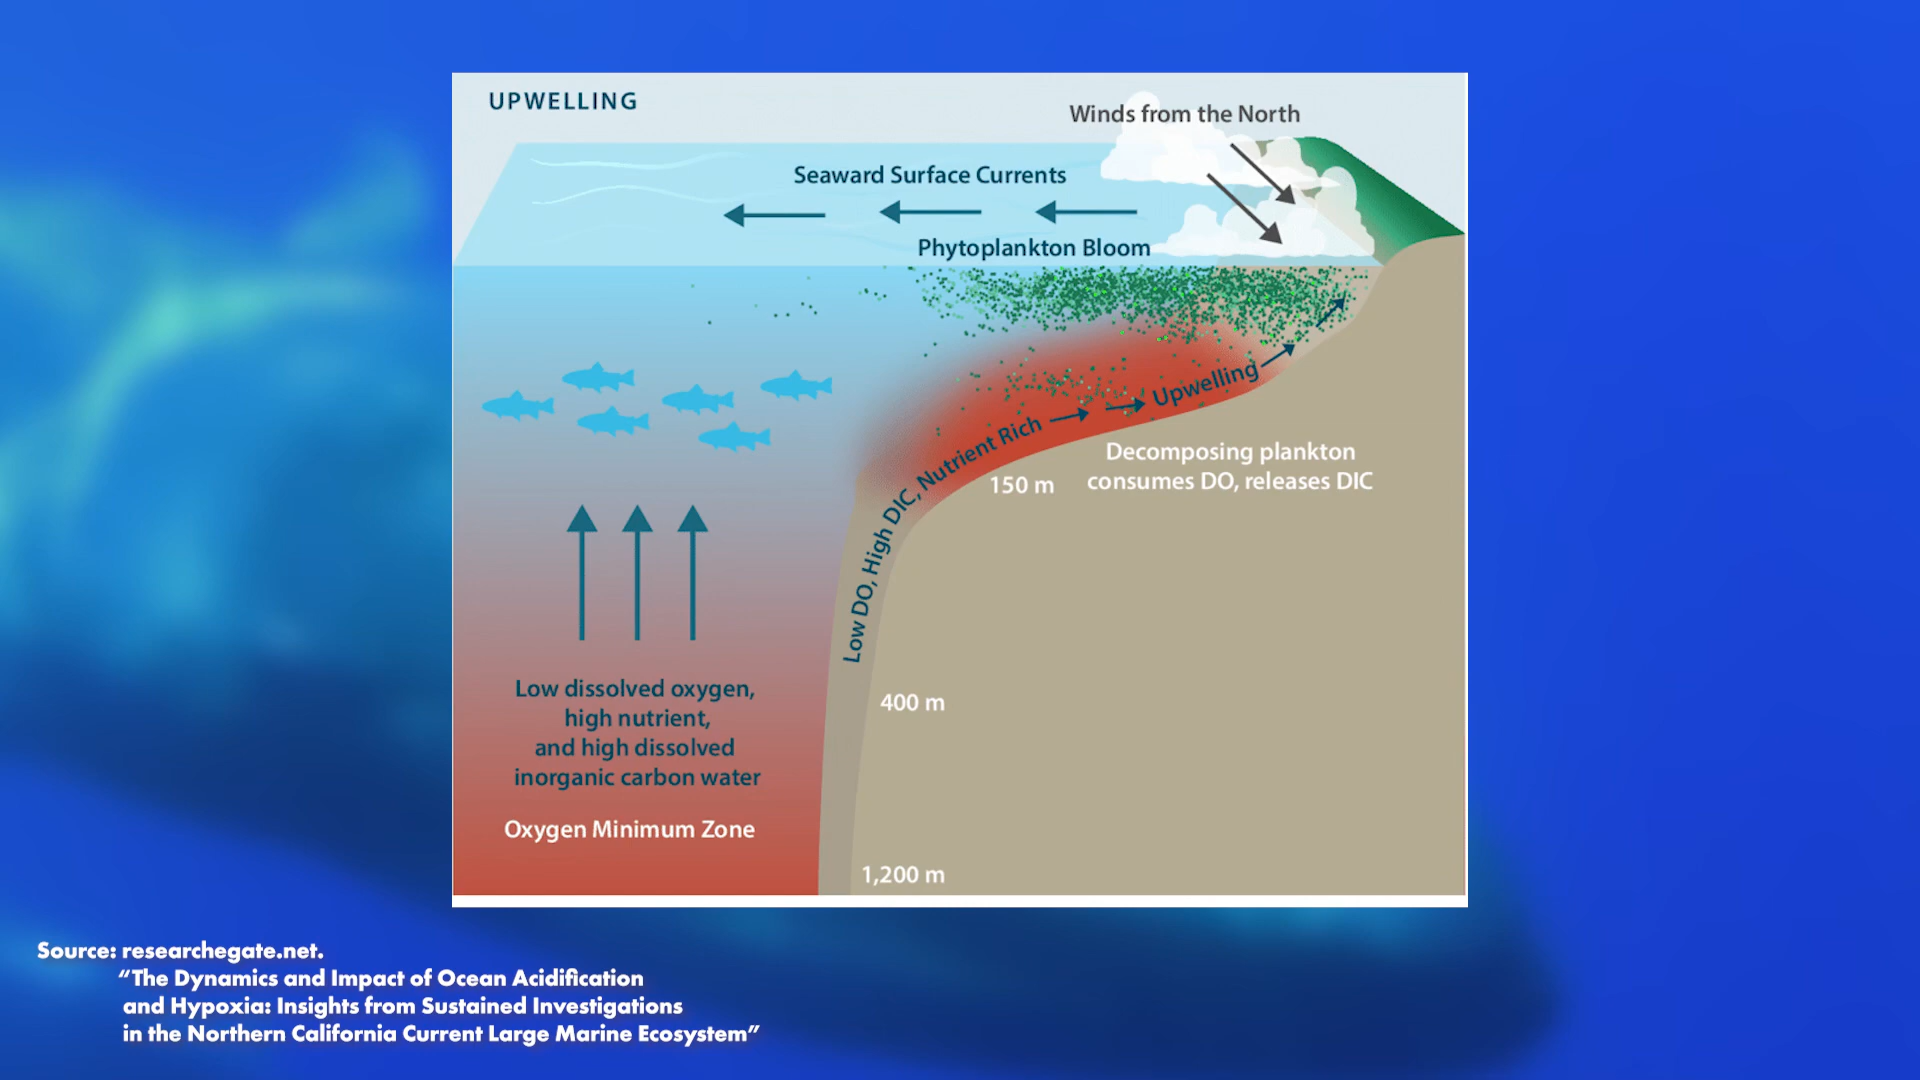 UPWELLING
Winds from the North
Seaward Surface Currents
Phytoplankton Bloom
Low DO, High DIC, Nutrient Rich
Upwelling
Decomposing plankton
consumes DO, releases DIC
150 m
400 m
1,200 m
Low dissolved oxygen,
high nutrient,
and high dissolved
inorganic carbon water
Oxygen Minimum Zone
Source: researchegate.net.
“The Dynamics and Impact of Ocean Acidification
and Hypoxia: Insights from Sustained Investigations
in the Northern California Current Large Marine Ecosystem”